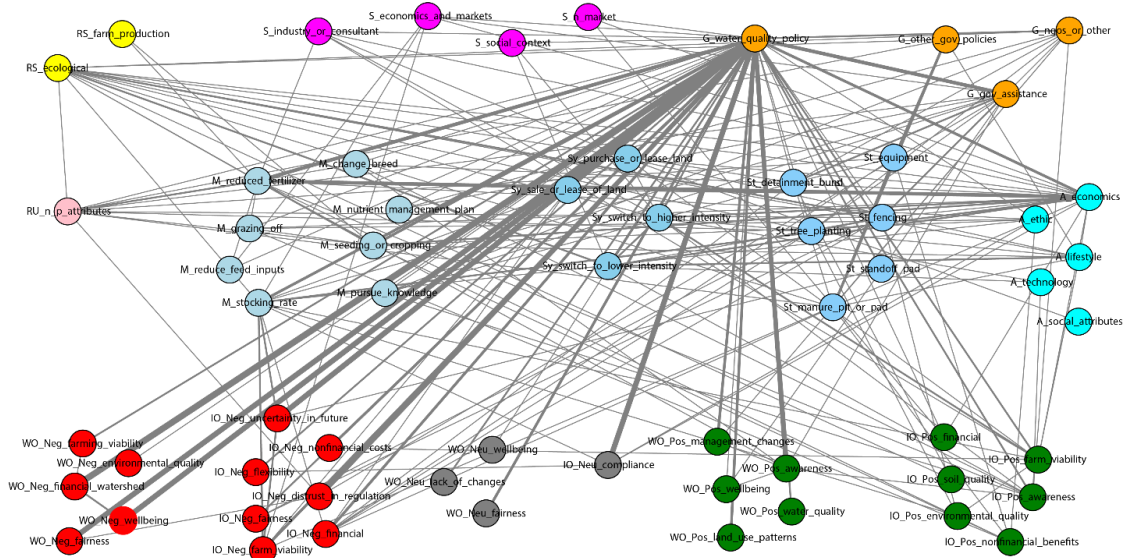 S_economics_and_markets
S_n_market
S_industry_or_consultant
G_ngos_or_other
RS_farm_production
G_water_quality_policy
G_other_gov_policies
S_social_context
RS_ecological
G_gov_assistance
Sy_purchase_or_lease_land
St_equipment
M_change_breed
M_reduced_fertilizer
St_detainment_bund
Sy_sale_or_lease_of_land
A_economics
M_nutrient_management_plan
RU_n_p_attributes
Sy_switch_to_higher_intensity
St_fencing
A_ethic
M_grazing_off
St_tree_planting
M_seeding_or_cropping
A_lifestyle
Sy_switch_to_lower_intensity
M_reduce_feed_inputs
St_standoff_pad
A_technology
M_pursue_knowledge
M_stocking_rate
St_manure_pit_or_pad
A_social_attributes
IO_Neg_uncertainty_in_future
IO_Pos_financial
WO_Neg_farming_viability
WO_Pos_management_changes
IO_Neg_nonfinancial_costs
WO_Neu_wellbeing
IO_Pos_farm_viability
WO_Neg_environmental_quality
IO_Neu_compliance
WO_Pos_awareness
IO_Neg_flexibility
IO_Pos_soil_quality
WO_Neu_lack_of_changes
WO_Neg_financial_watershed
WO_Pos_wellbeing
IO_Pos_awareness
IO_Neg_distrust_in_regulation
WO_Pos_water_quality
WO_Neu_fairness
IO_Pos_environmental_quality
IO_Neg_fairness
WO_Neg_wellbeing
IO_Neg_financial
WO_Pos_land_use_patterns
WO_Neg_fairness
IO_Pos_nonfinancial_benefits
IO_Neg_farm_viability